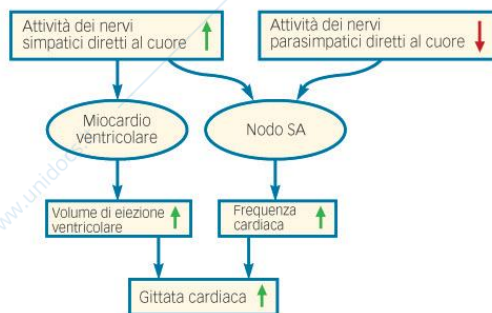 Attività dei nervi
simpatici diretti al cuore
Attività dei nervi
parasimpatici diretti al cuore
Miocardio
ventricolare
Nodo SA
Volume di eiezione
ventricolare
Frequenza
cardiaca
Gittata cardiaca